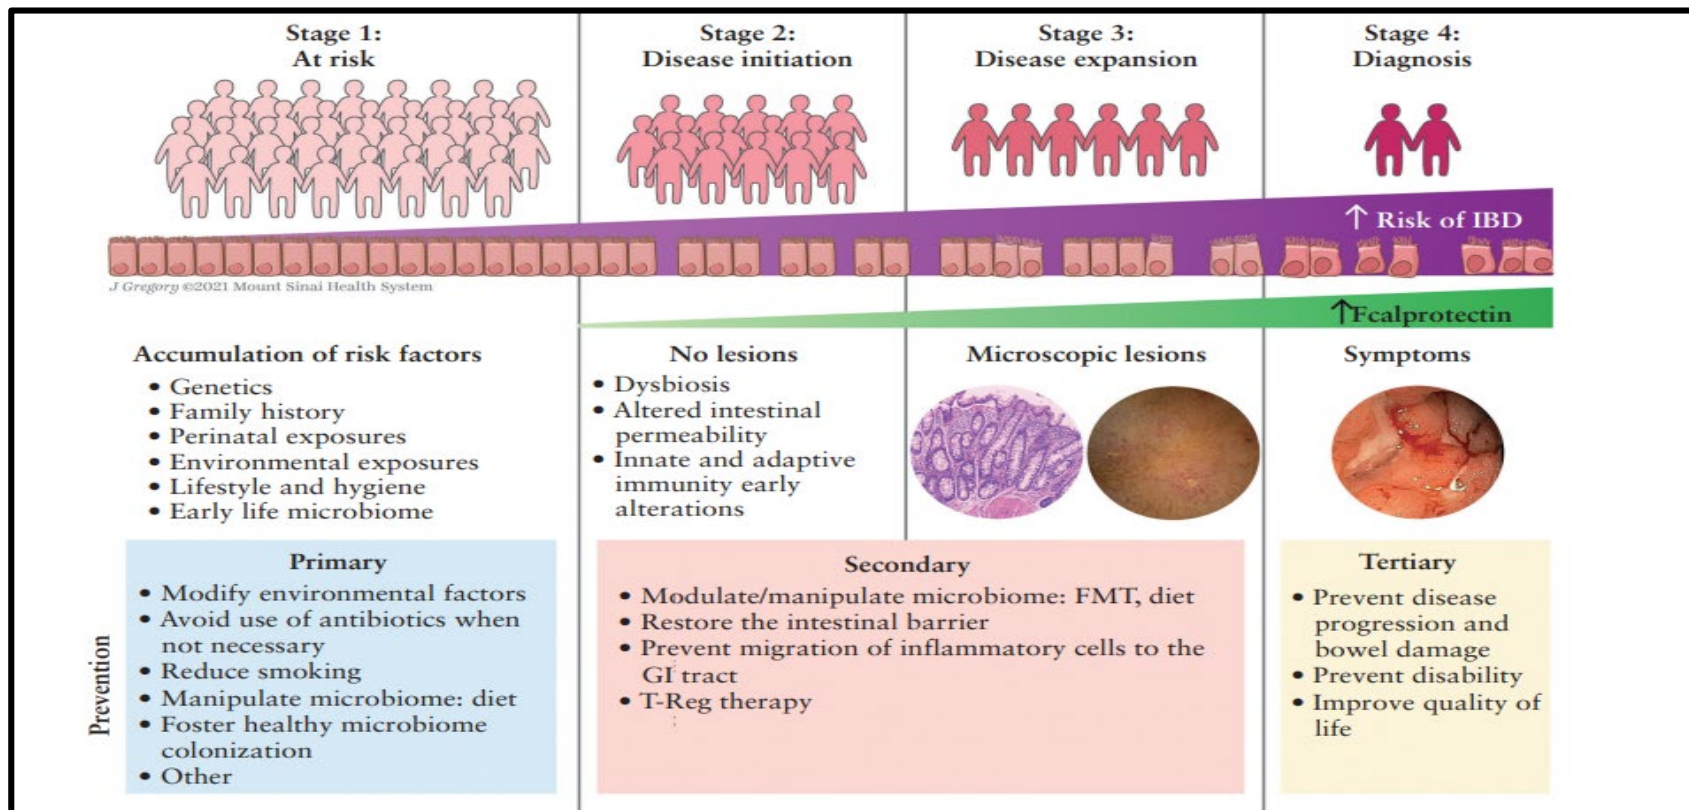 Stage 1:
At risk
Stage 2:
Disease initiation
Stage 3:
Disease expansion
Stage 4:
Diagnosis
↑ Risk of IBD
J Gregory ©2021 Mount Sinai Health System
↑Fcalprotectin
Accumulation of risk factors
• Genetics
• Family history
• Perinatal exposures
• Environmental exposures
• Lifestyle and hygiene
• Early life microbiome
No lesions
• Dysbiosis
• Altered intestinal
permeability
• Innate and adaptive
immunity early
alterations
Microscopic lesions
Symptoms
Prevention
Primary
• Modify environmental factors
• Avoid use of antibiotics when
not necessary
• Reduce smoking
• Manipulate microbiome: diet
• Foster healthy microbiome
colonization
• Other
Secondary
• Modulate/manipulate microbiome: FMT, diet
• Restore the intestinal barrier
• Prevent migration of inflammatory cells to the
GI tract
• T-Reg therapy
Tertiary
• Prevent disease
progression and
bowel damage
• Prevent disability
• Improve quality of
life